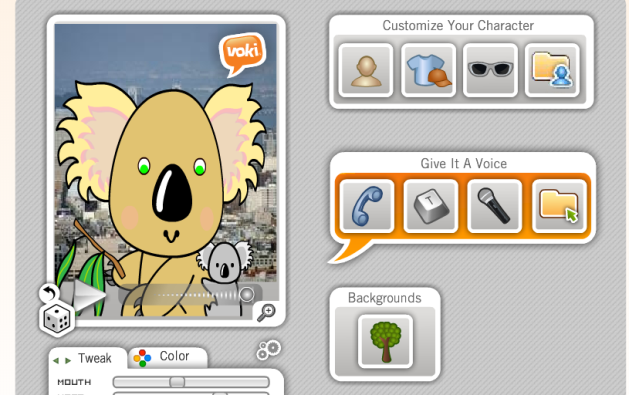 voki
Customize Your Character
Give It A Voice
T
Backgrounds
Tweak
Color
MOUTH